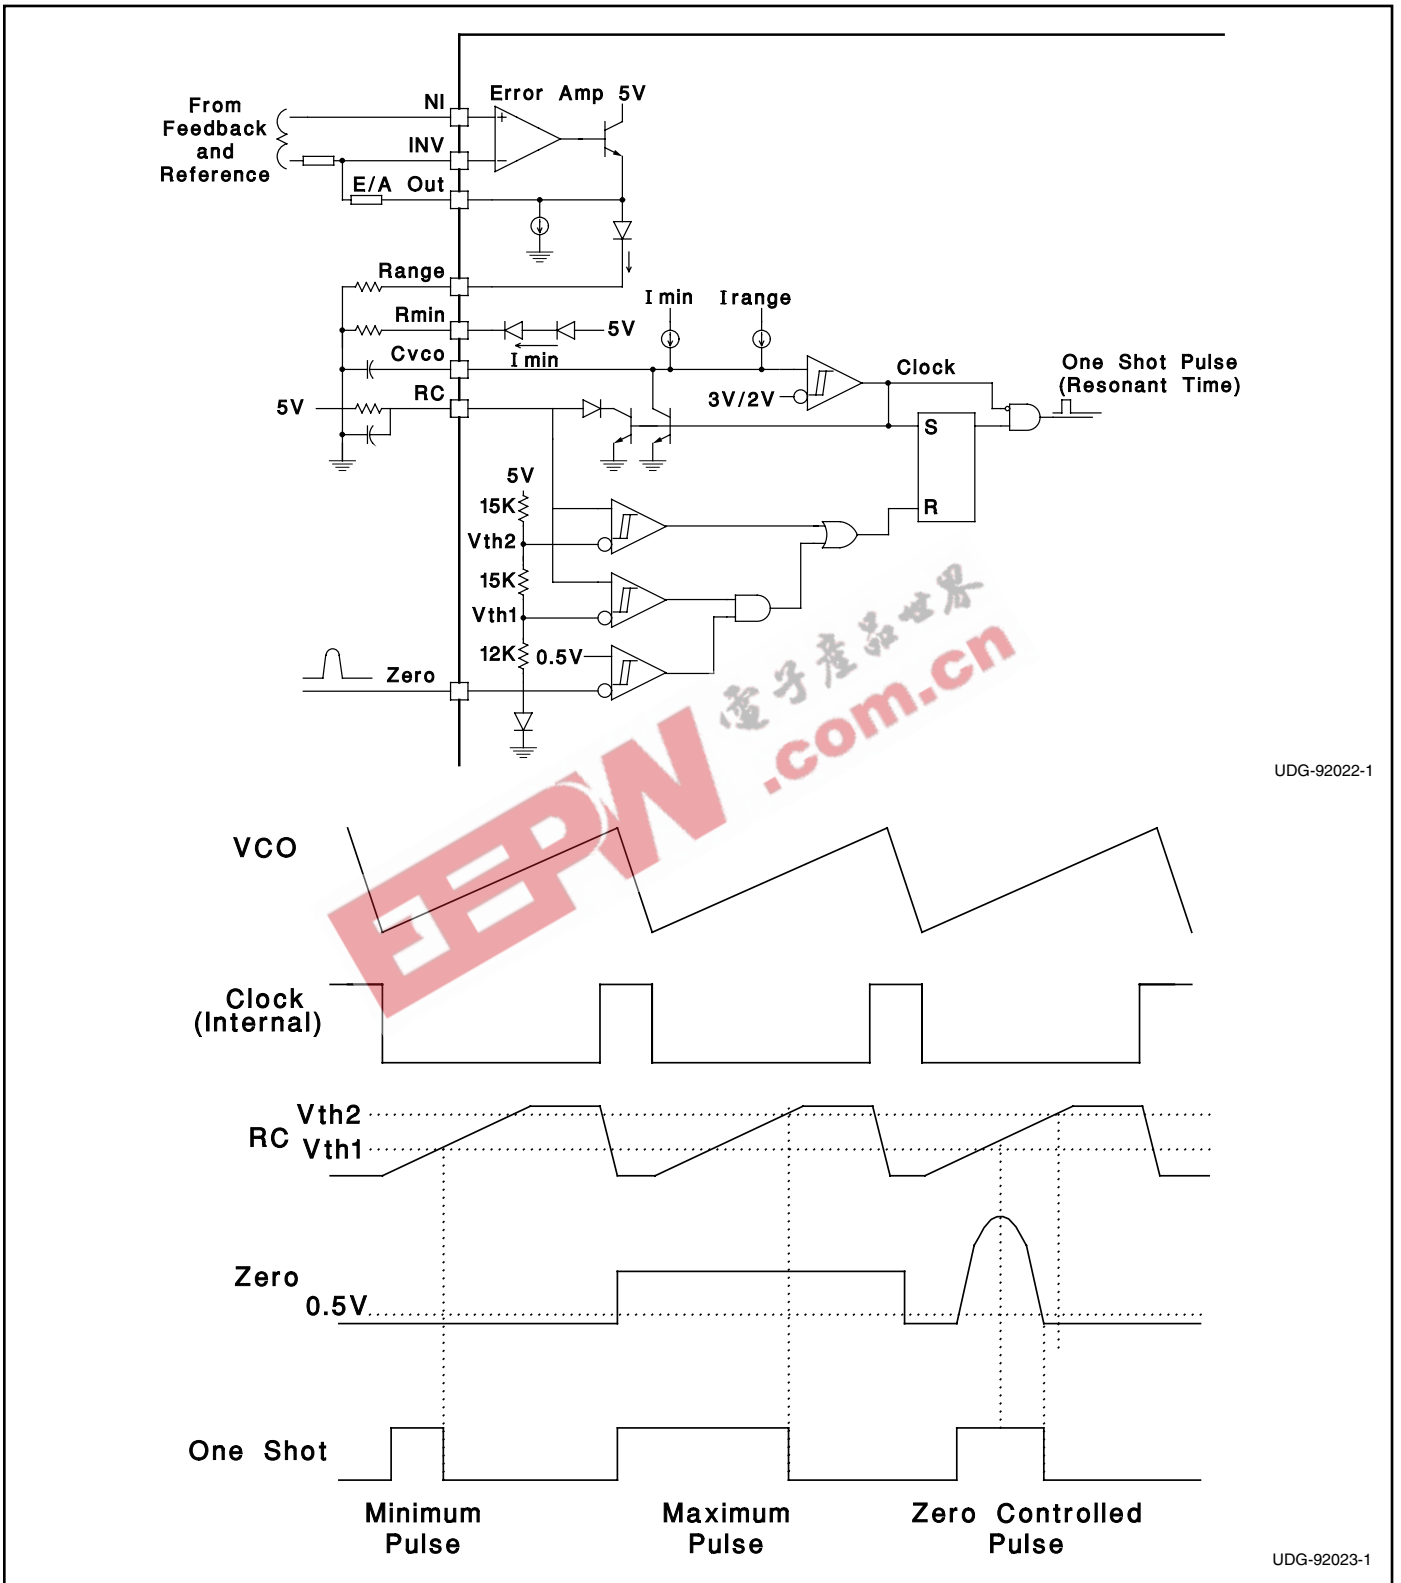 Error Amp 5V
From
Feedback
and
Reference
NI
INV
E/A Out
Range
Rmin
5V
I min
Cvco
RC
5V
I min
I range
3V/2V
Clock
One Shot Pulse
(Resonant Time)
S
R
5V
15K
Vth2
15K
Vth1
12K
0.5V
Zero
電子產品世界
EEPW.com.cn
UDG-92022-1
VCO
Clock
(Internal)
Vth2
RC
Vth1
Zero
0.5V
One Shot
Minimum
Pulse
Maximum
Pulse
Zero Controlled
Pulse
UDG-92023-1